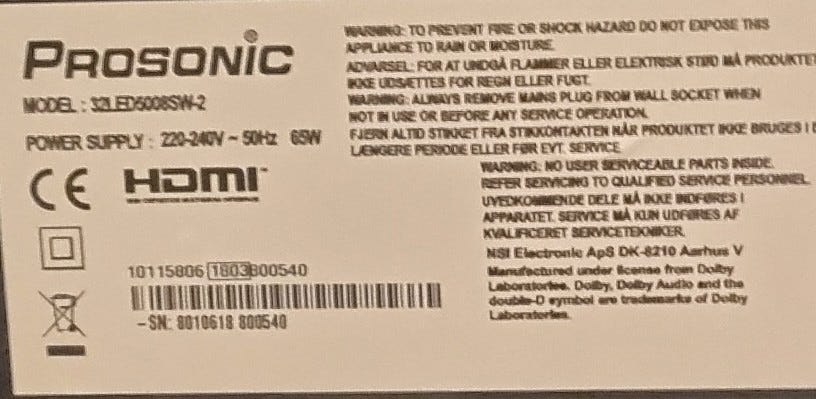 PROSONIC
MODEL : 32LED5008SW-2
POWER SUPPLY : 220-240V ~ 50Hz 65W
CE HDMI
10115806 1803 800540
-SN: 8010618 800540
WARNING: TO PREVENT FIRE OR SHOCK HAZARD DO NOT EXPOSE THIS
APPLIANCE TO RAIN OR MOISTURE.
ADVARSEL: FOR AT UNDGÅ FLAMMER ELLER ELEKTRISK STØD MÅ PRODUKTET
IKKE UDSÆTTES FOR REGN ELLER FUGT.
WARNING: ALWAYS REMOVE MAINS PLUG FROM WALL SOCKET WHEN
NOT IN USE OR BEFORE ANY SERVICE OPERATION.
FJERN ALTID STIKKET FRA STIKKONTAKTEN NÅR PRODUKTET IKKE BRUGES I
LÆNGERE PERIODE ELLER FØR EVT. SERVICE
WARNING: NO USER SERVICEABLE PARTS INSIDE.
REFER SERVICING TO QUALIFIED SERVICE PERSONNEL
UVEDKOMMENDE DELE MÅ IKKE INDFØRES I
APPARATET. SERVICE MÅ KUN UDFØRES AF
KVALIFICERET SERVICETEKNIKER.
NSI Electronic ApS DK-8210 Aarhus V
Manufactured under license from Dolby
Laboratories. Dolby, Dolby Audio and the
double-D symbol are trademarks of Dolby
Laboratories.